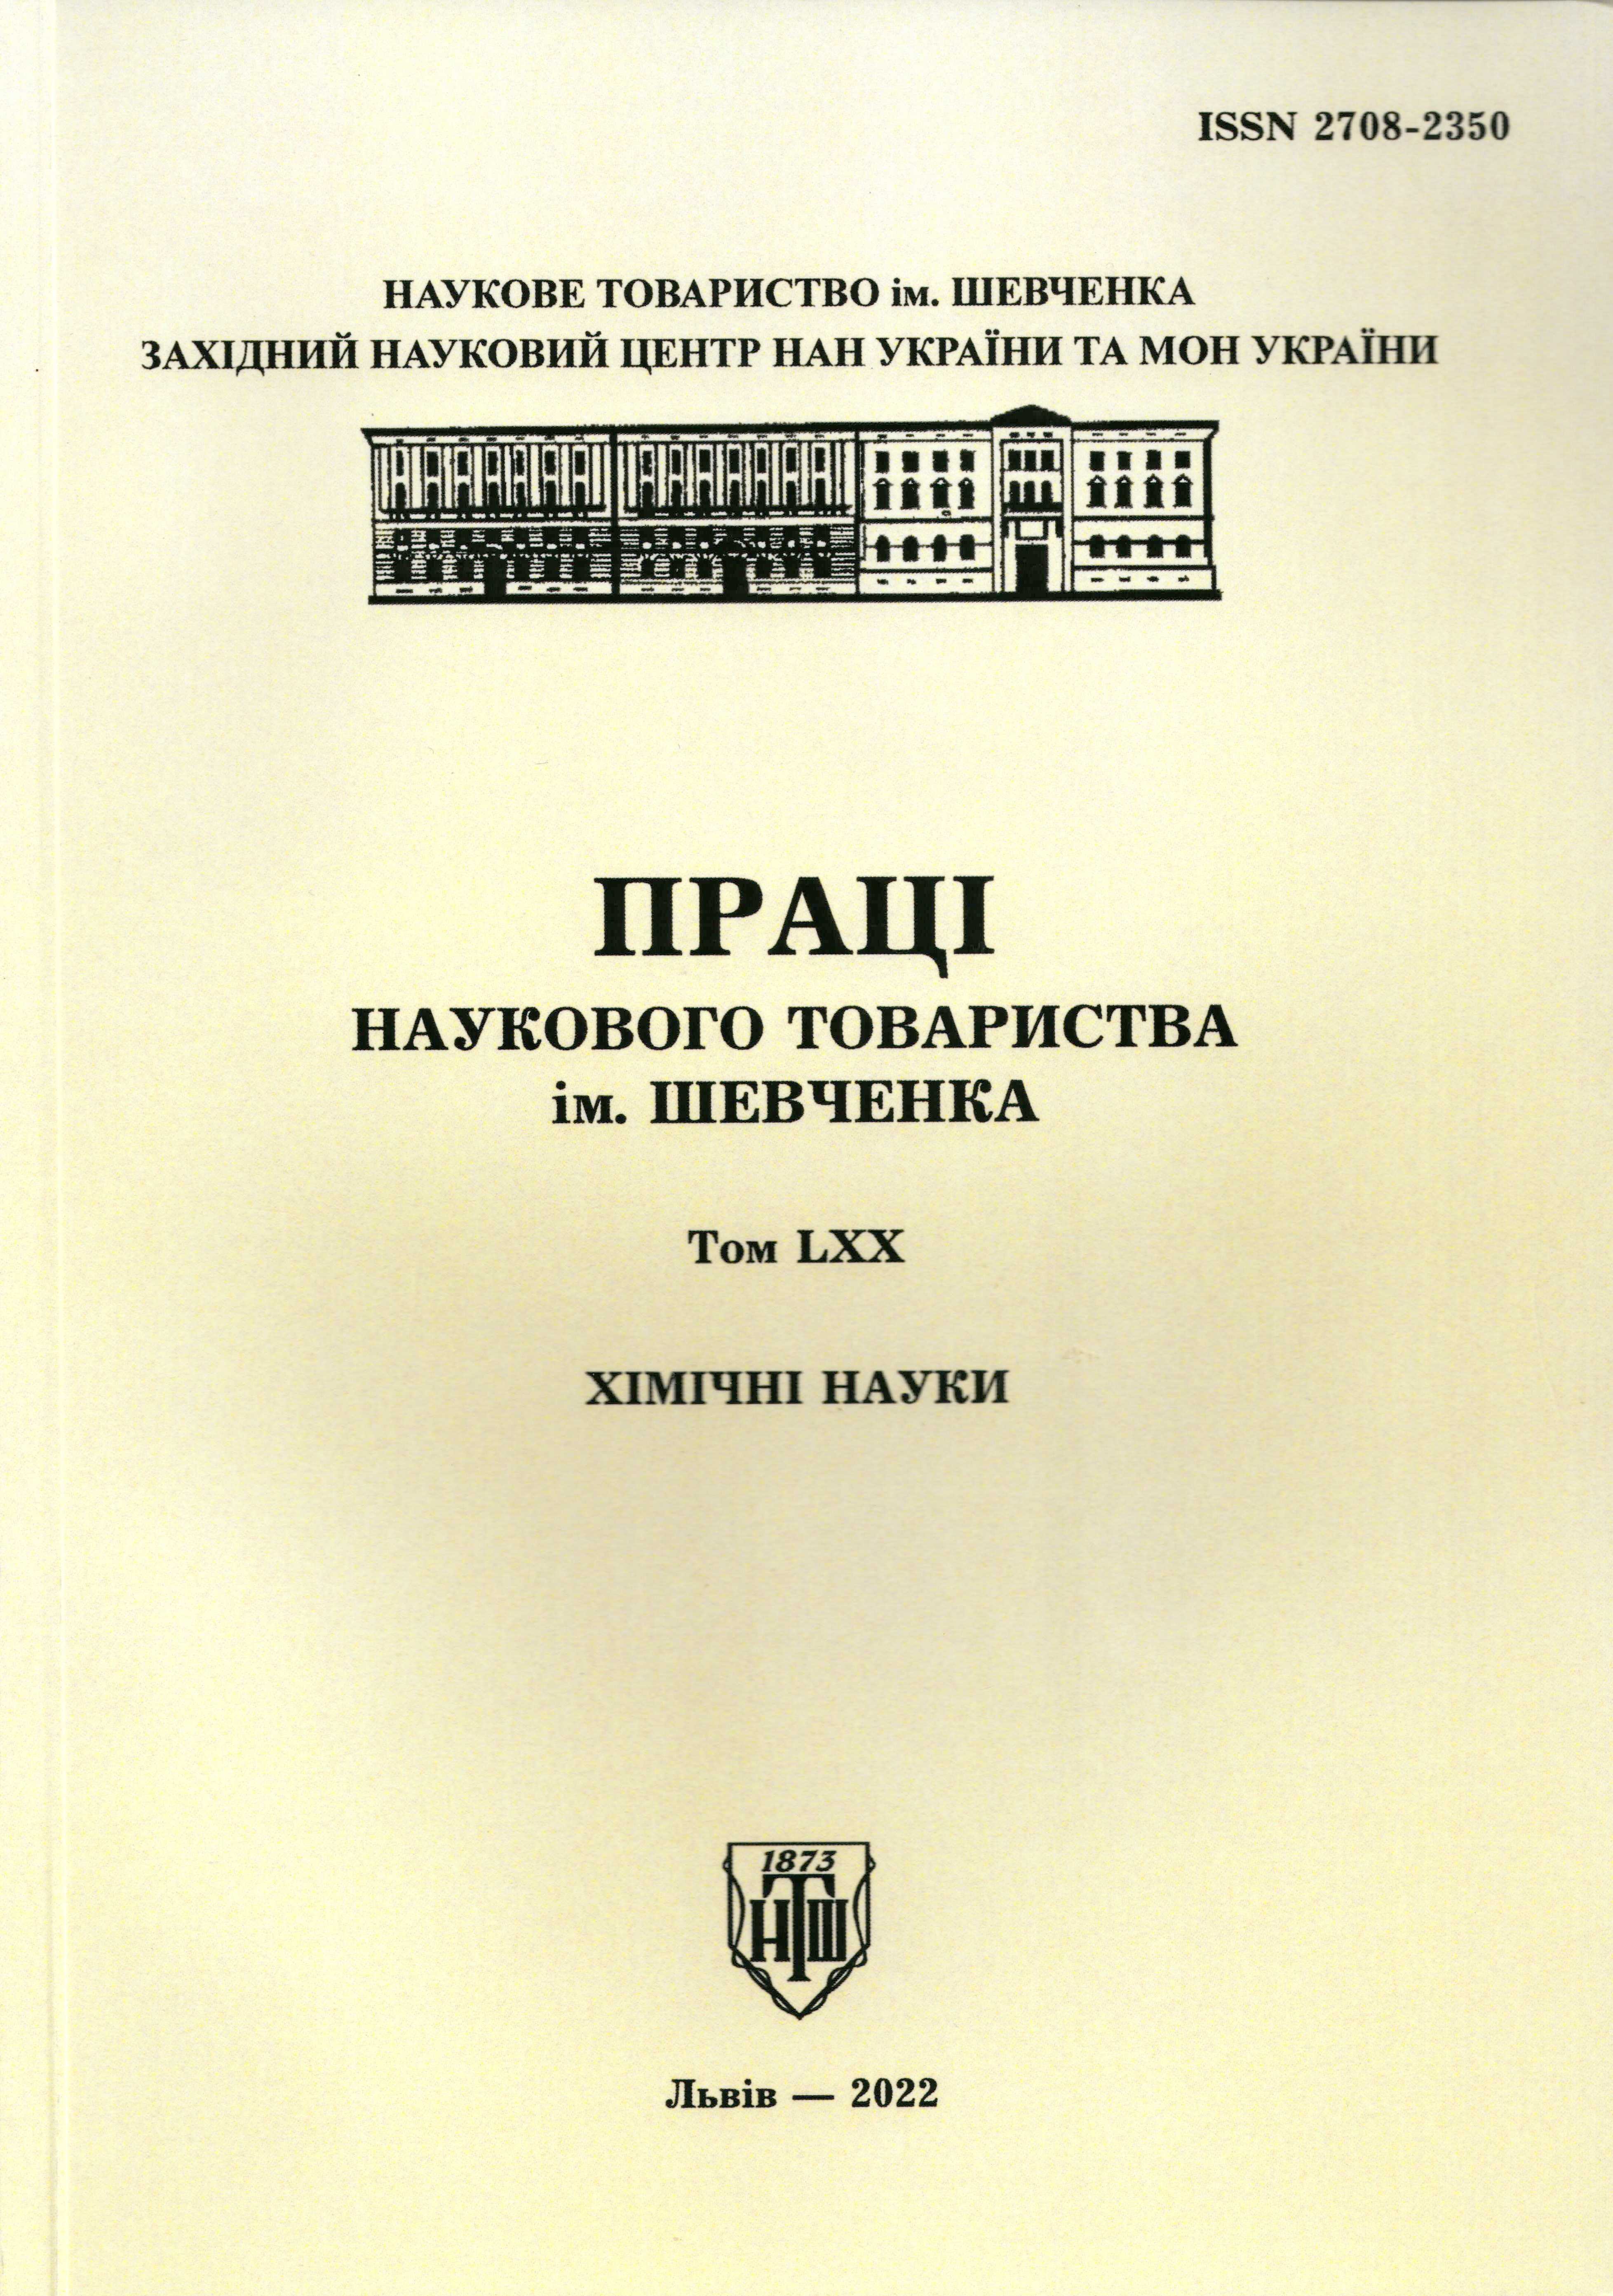 ISSN 2708-2350
НАУКОВЕ ТОВАРИСТВО ім. ШЕВЧЕНКА
ЗАХІДНИЙ НАУКОВИЙ ЦЕНТР НАН УКРАЇНИ ТА МОН УКРАЇНИ
ПРАЦІ
НАУКОВОГО ТОВАРИСТВА
ім. ШЕВЧЕНКА
Том LXX
ХІМІЧНІ НАУКИ
1873
НТШ
Львів — 2022